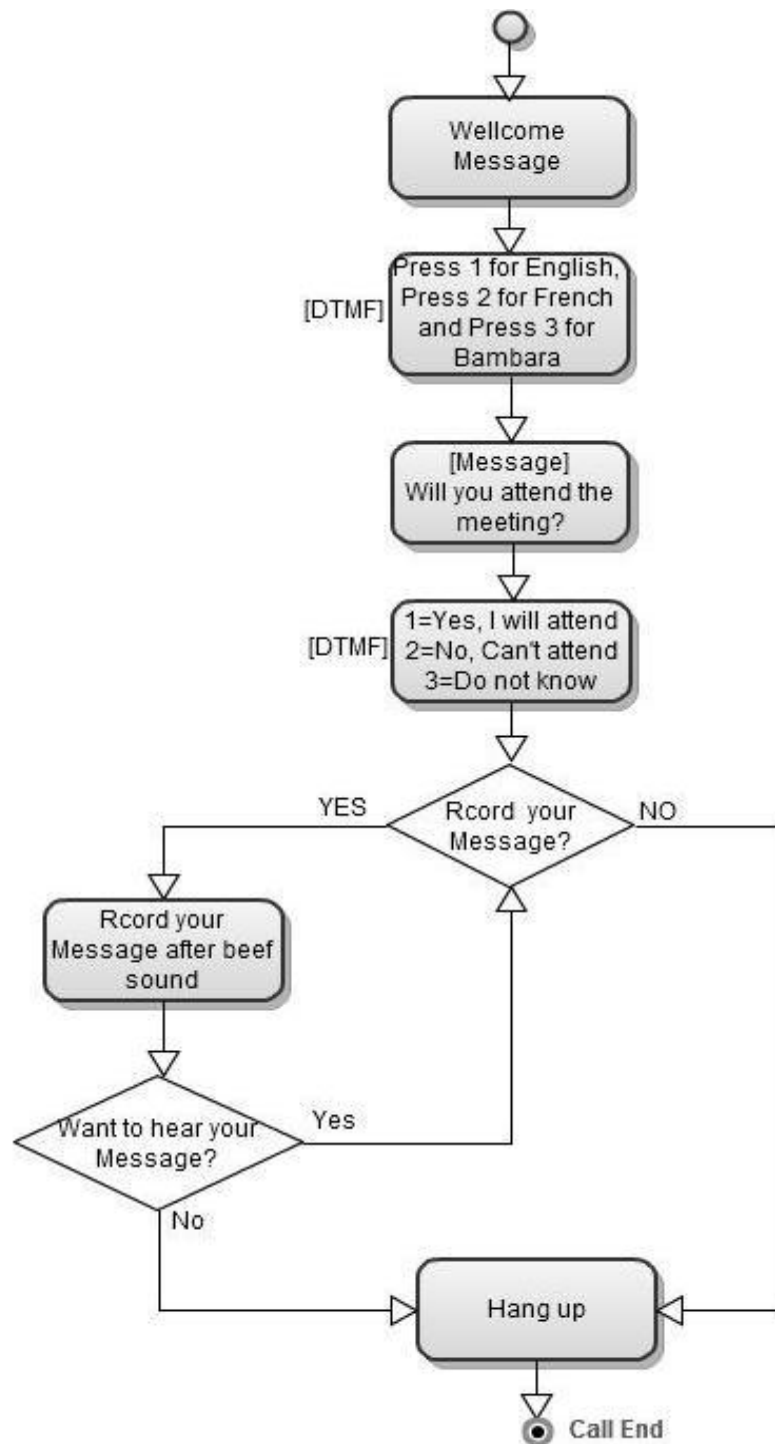 Wellcome
Message
Press 1 for English,
[DTMF]
Press 2 for French
and Press 3 for
Bambara
[Message]
Will you attend the
meeting?
1=Yes, I will attend
[DTMF]
2=No, Can't attend
3=Do not know
YES
Rcord your
Message?
NO
Rcord your
Message after beef
sound
Want to hear your
Message?
Yes
No
Hang up
Call End